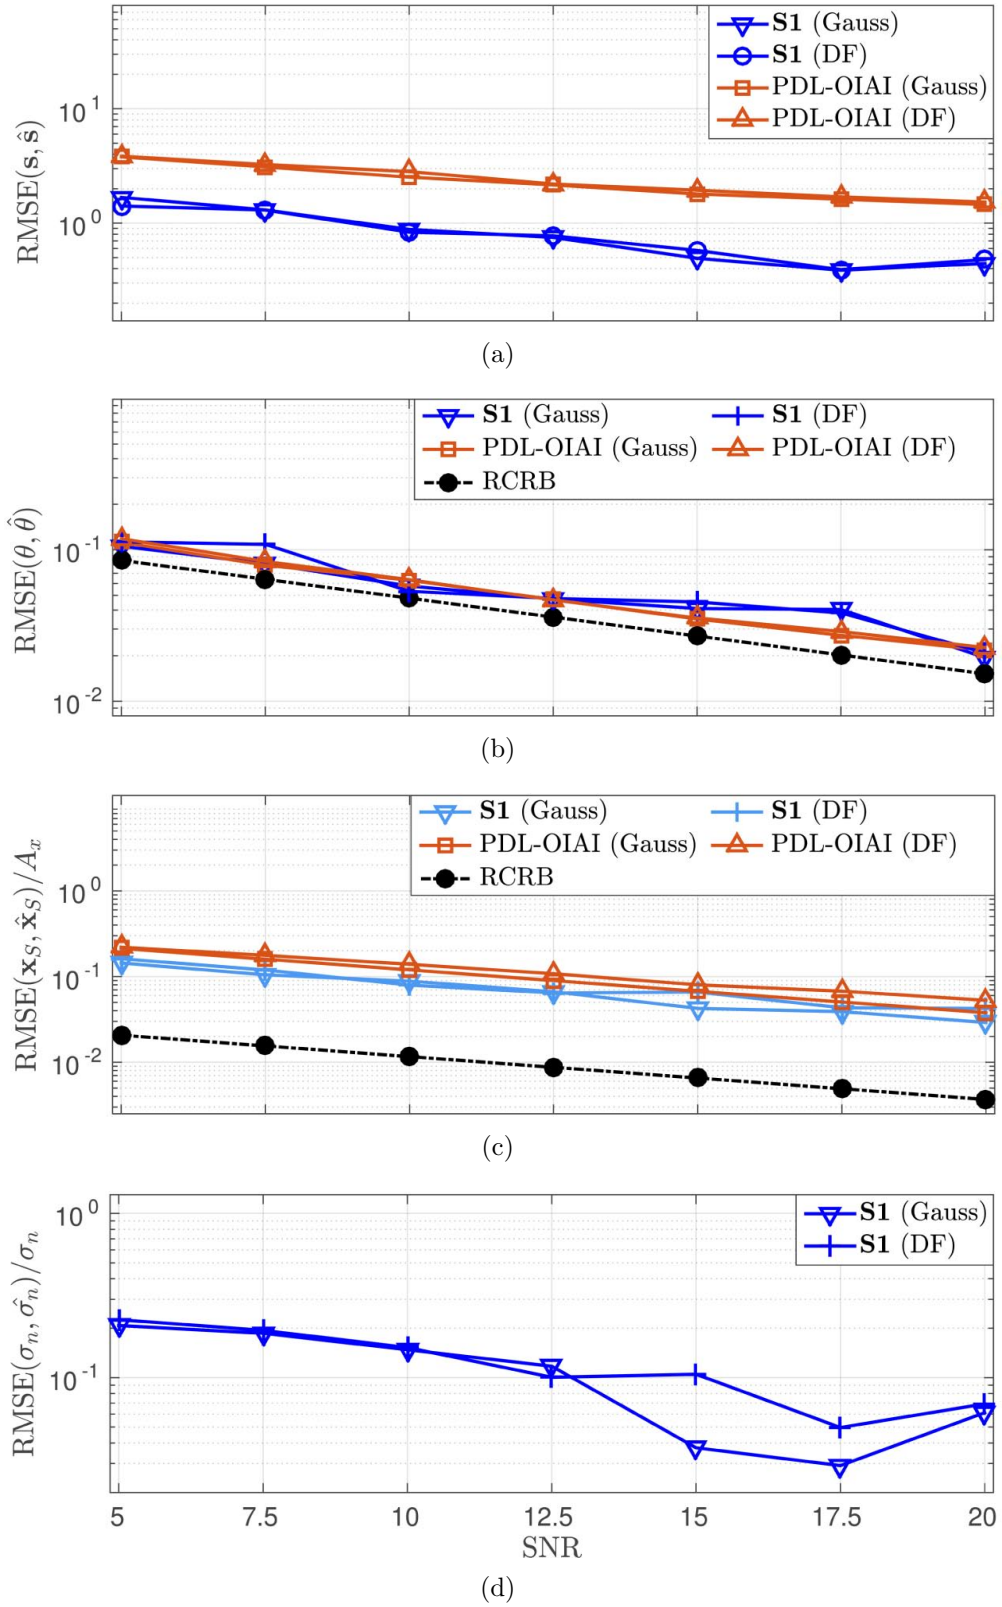 S1 (Gauss)
S1 (DF)
PDL-OIAI (Gauss)
PDL-OIAI (DF)
10^1
10^0
RMSE(s, ŝ)
(a)
S1 (Gauss) S1 (DF)
PDL-OIAI (Gauss) PDL-OIAI (DF)
RCRB
10^-1
10^-2
RMSE(θ, θ̂)
(b)
S1 (Gauss) S1 (DF)
PDL-OIAI (Gauss) PDL-OIAI (DF)
RCRB
10^0
10^-1
10^-2
RMSE(x_S, x̂_S)/A_x
(c)
S1 (Gauss)
S1 (DF)
10^0
10^-1
RMSE(σ_n, σ̂_n)/σ_n
5 7.5 10 12.5 15 17.5 20
SNR
(d)